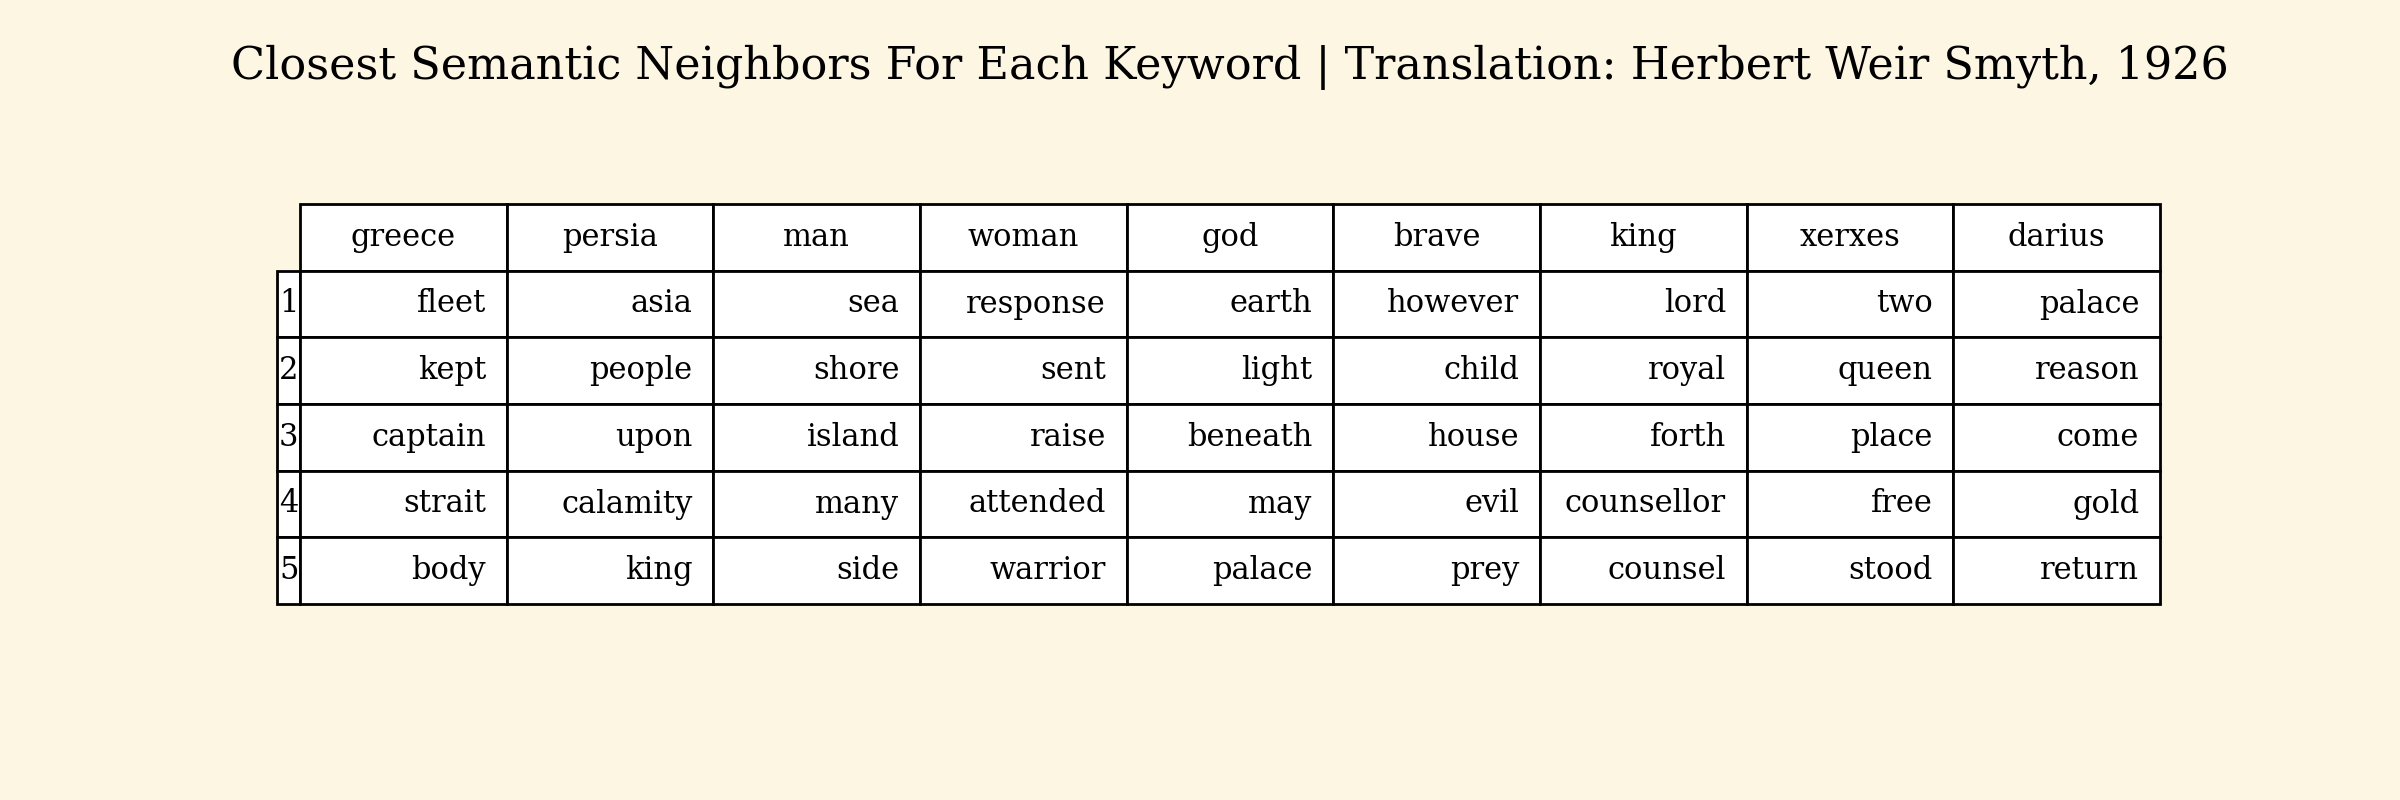 Closest Semantic Neighbors For Each Keyword | Translation: Herbert Weir Smyth, 1926
greece persia man woman god brave king xerxes darius
1 fleet asia sea response earth however lord two palace
2 kept people shore sent light child royal queen reason
3 captain upon island raise beneath house forth place come
4 strait calamity many attended may evil counsellor free gold
5 body king side warrior palace prey counsel stood return